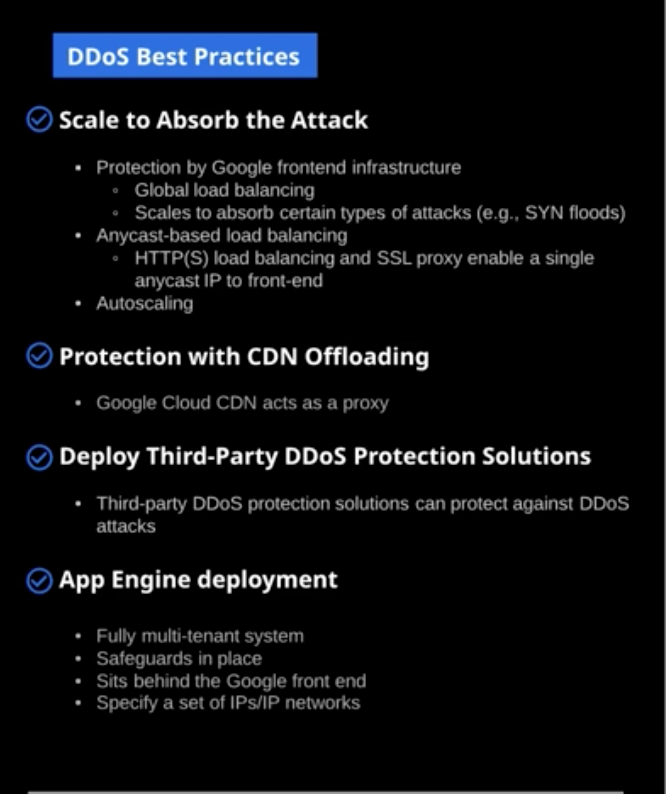 DDoS Best Practices
Scale to Absorb the Attack
▪ Protection by Google frontend infrastructure
◦ Global load balancing
◦ Scales to absorb certain types of attacks (e.g., SYN floods)
• Anycast-based load balancing
◦ HTTP(S) load balancing and SSL proxy enable a single
anycast IP to front-end
• Autoscaling
Protection with CDN Offloading
• Google Cloud CDN acts as a proxy
Deploy Third-Party DDoS Protection Solutions
• Third-party DDoS protection solutions can protect against DDoS
attacks
App Engine deployment
• Fully multi-tenant system
• Safeguards in place
• Sits behind the Google front end
• Specify a set of IPs/IP networks